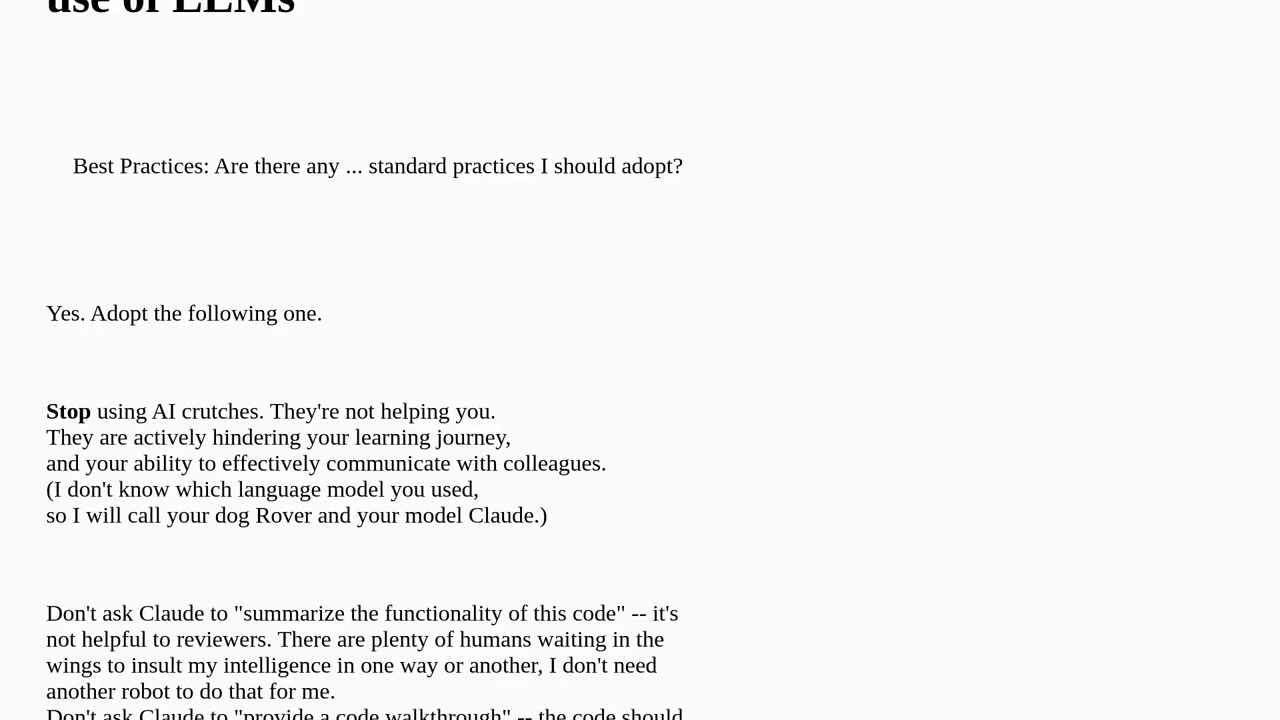 use of LLMs
Best Practices: Are there any ... standard practices I should adopt?
Yes. Adopt the following one.
Stop using AI crutches. They're not helping you.
They are actively hindering your learning journey,
and your ability to effectively communicate with colleagues.
(I don't know which language model you used,
so I will call your dog Rover and your model Claude.)
Don't ask Claude to "summarize the functionality of this code" -- it's
not helpful to reviewers. There are plenty of humans waiting in the
wings to insult my intelligence in one way or another, I don't need
another robot to do that for me.
Don't ask Claude to "provide a code walkthrough" -- the code should